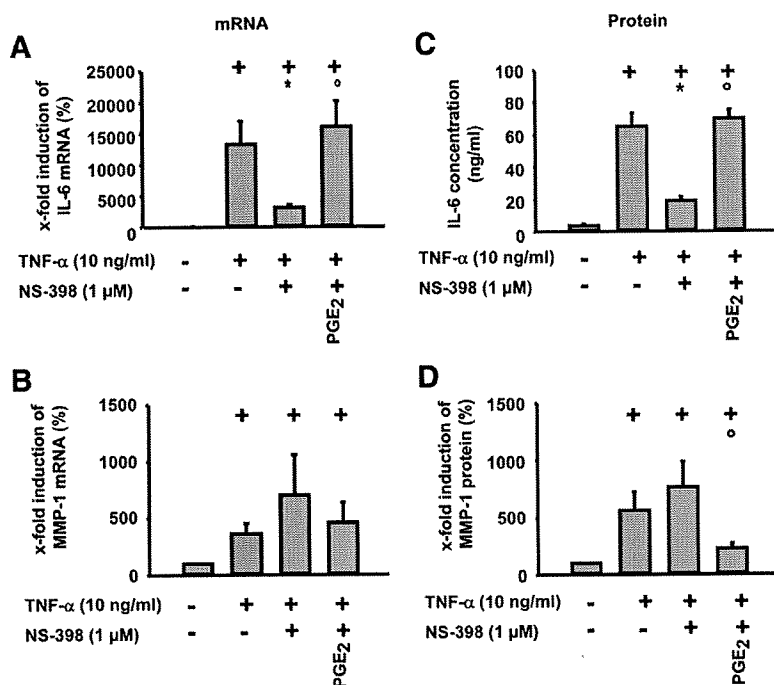 mRNA
Protein
A
x-fold induction of
IL-6 mRNA (%)
25000
20000
15000
10000
5000
0
+ + +
* °
TNF-α (10 ng/ml) - + + +
NS-398 (1 µM) - - + +
PGE2
C
IL-6 concentration
(ng/ml)
100
80
60
40
20
0
+ + +
* °
TNF-α (10 ng/ml) - + + +
NS-398 (1 µM) - - + +
PGE2
B
x-fold induction of
MMP-1 mRNA (%)
1500
1000
500
0
+ + +
TNF-α (10 ng/ml) - + + +
NS-398 (1 µM) - - + +
PGE2
D
x-fold induction of
MMP-1 protein (%)
1500
1000
500
0
+ + +
°
TNF-α (10 ng/ml) - + + +
NS-398 (1 µM) - - + +
PGE2